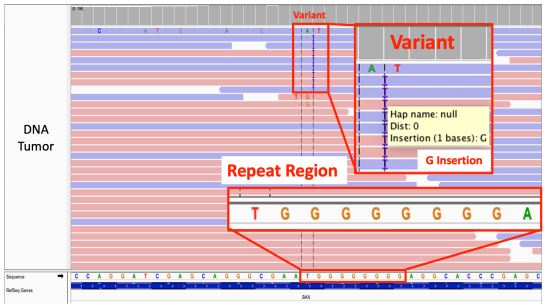 Variant
C A T G A G A T
Variant
A T
Hap name: null
Dist: 0
Insertion (1 bases): G
G Insertion
T G
G
DNA
Tumor
Repeat Region
T G G G G G G G G A
Sequence
C C A G G A T C G A G C A G G G C G A A T G G G G G G G G A G G C A C C C G A G C
RefSeq Genes
BAX